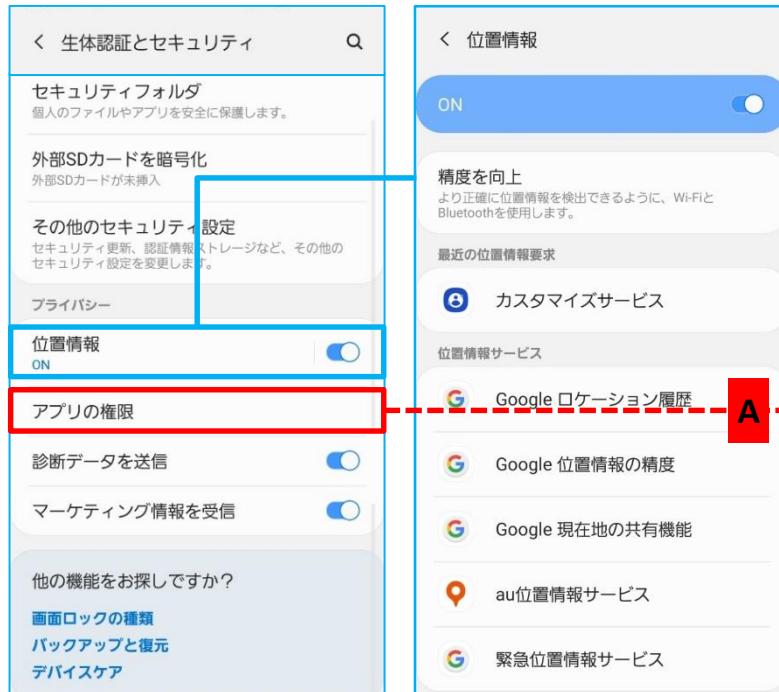 生体認証とセキュリティ
セキュリティフォルダ
個人のファイルやアプリを安全に保護します。
外部SDカードを暗号化
外部SDカードが未挿入
その他のセキュリティ設定
セキュリティ更新、認証情報ストレージなど、その他の
セキュリティ設定を変更します。
プライバシー
位置情報
ON
アプリの権限
診断データを送信
マーケティング情報を受信
他の機能をお探しですか？
画面ロックの種類
バックアップと復元
デバイスケア
位置情報
ON
精度を向上
より正確に位置情報を検出できるように、Wi-Fiと
Bluetoothを使用します。
最近の位置情報要求
カスタマイズサービス
位置情報サービス
Google ロケーション履歴
A
Google 位置情報の精度
Google 現在地の共有機能
au位置情報サービス
緊急位置情報サービス